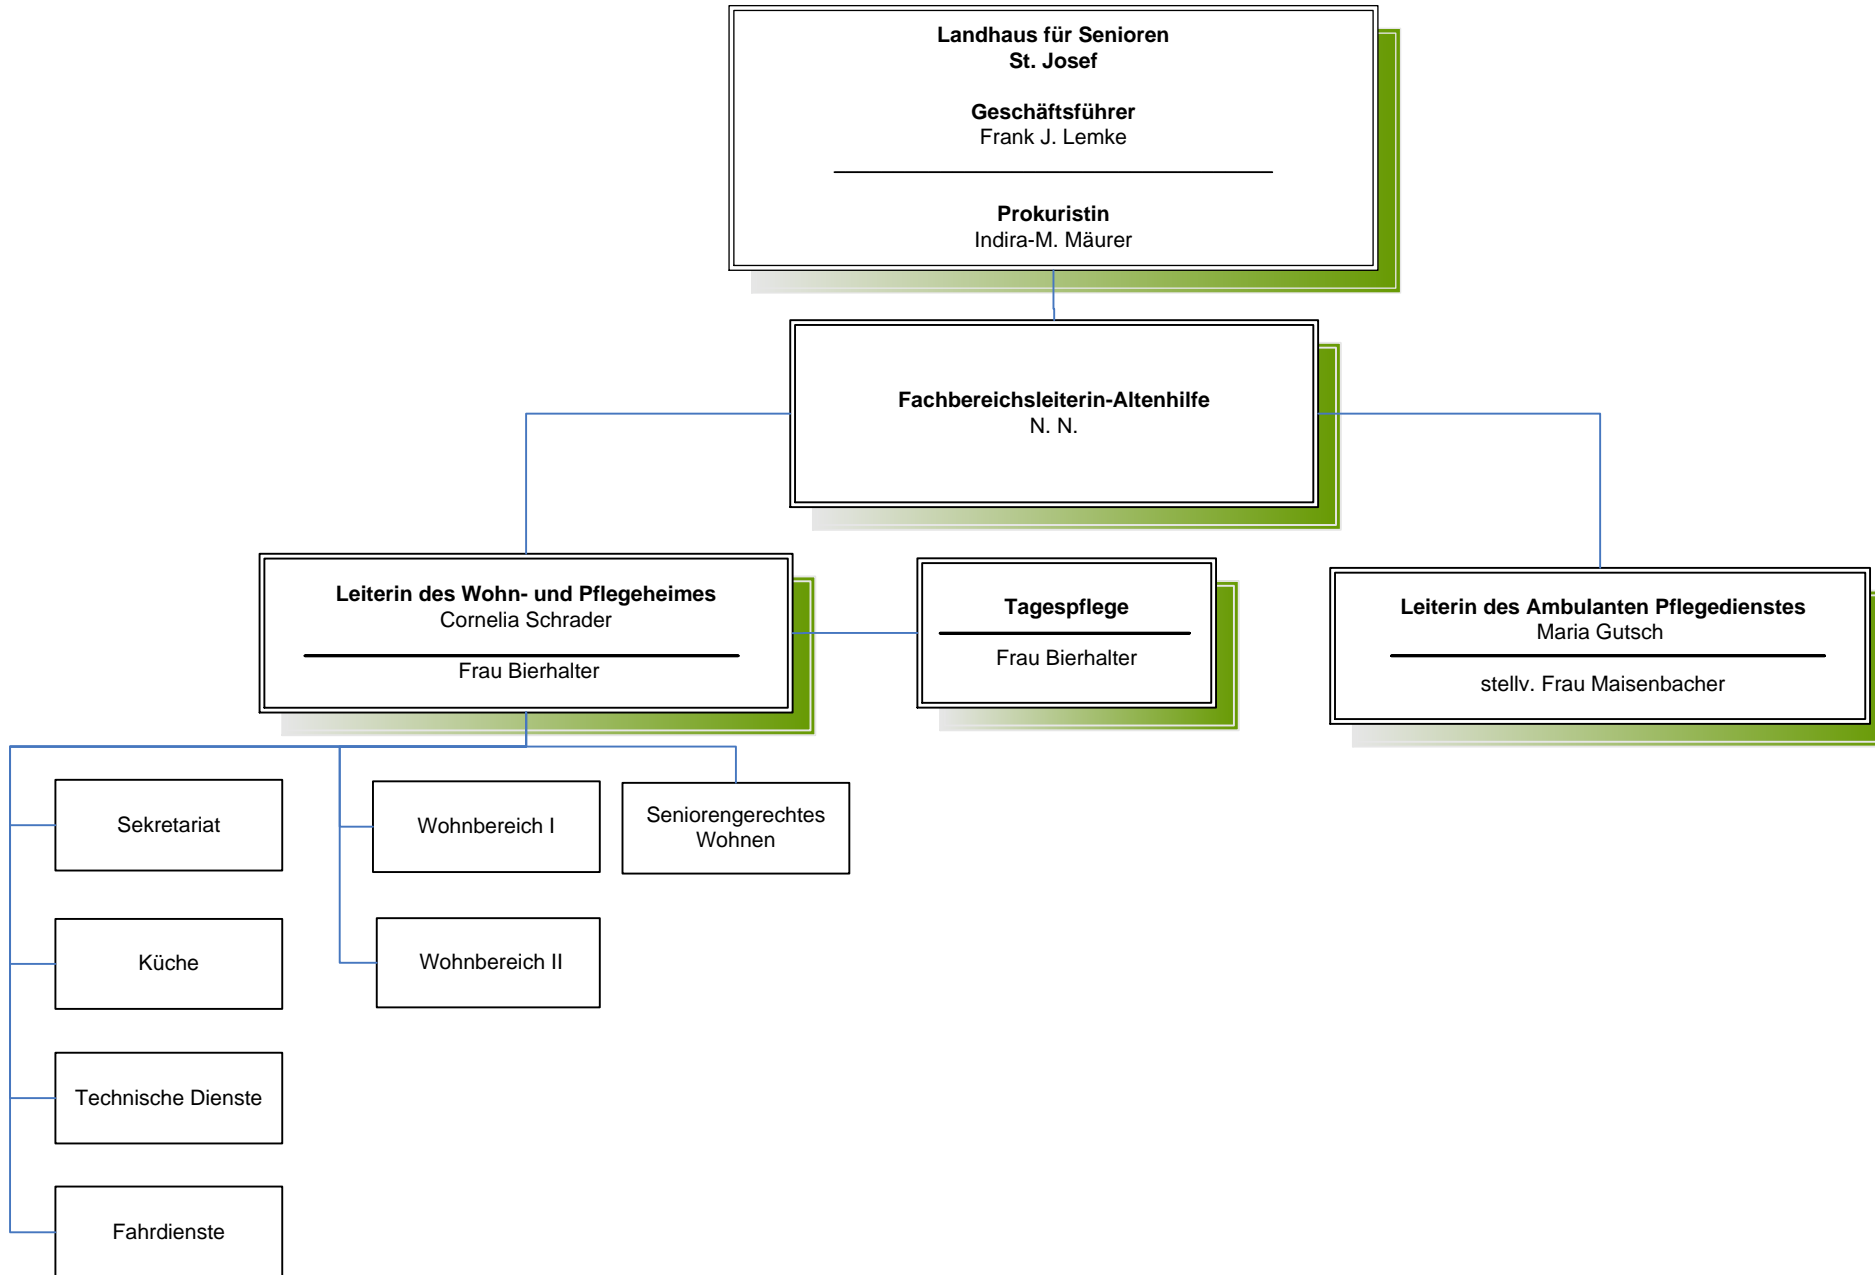 Landhaus für Senioren
St. Josef
Geschäftsführer
Frank J. Lemke
Prokuristin
Indira-M. Mäurer
Fachbereichsleiterin-Altenhilfe
N. N.
Leiterin des Wohn- und Pflegeheimes
Cornelia Schrader
Frau Bierhalter
Tagespflege
Frau Bierhalter
Leiterin des Ambulanten Pflegedienstes
Maria Gutsch
stellv. Frau Maisenbacher
Sekretariat
Küche
Technische Dienste
Fahrdienste
Wohnbereich I
Wohnbereich II
Seniorengerechtes
Wohnen